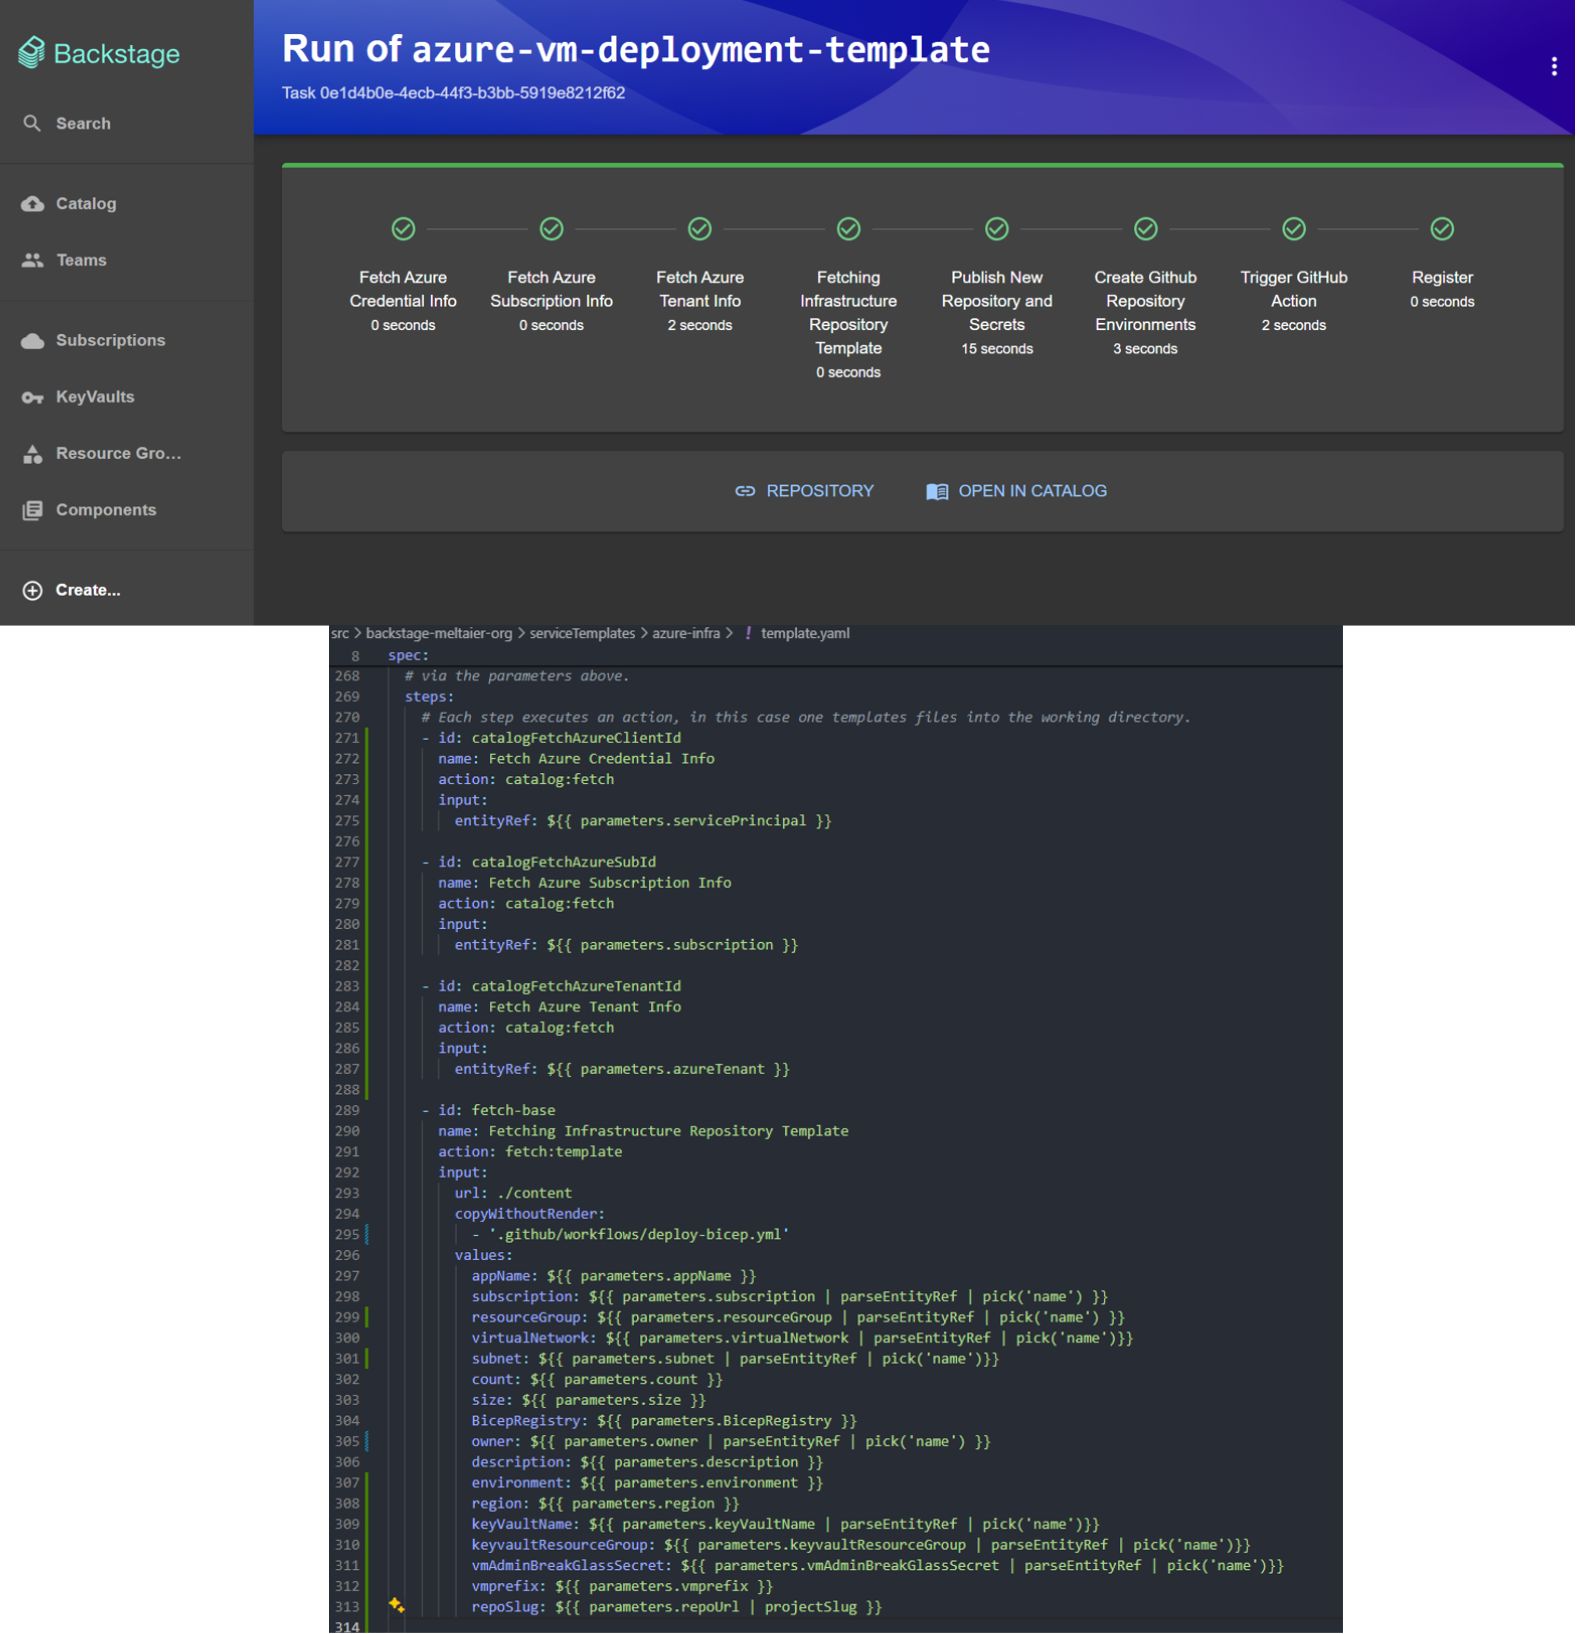 Backstage
Search
Catalog
Teams
Subscriptions
KeyVaults
Resource Gro...
Components
Create...
Run of azure-vm-deployment-template
Task 0e1d4b0e-4ecb-44f3-b3bb-5919e8212f62
Fetch Azure
Credential Info
0 seconds
Fetch Azure
Subscription Info
0 seconds
Fetch Azure
Tenant Info
2 seconds
Fetching
Infrastructure
Repository
Template
0 seconds
Publish New
Repository and
Secrets
15 seconds
Create Github
Repository
Environments
3 seconds
Trigger GitHub
Action
2 seconds
Register
0 seconds
REPOSITORY
OPEN IN CATALOG
src > backstage-meltaier-org > serviceTemplates > azure-infra > ! template.yaml
8 spec:
268 # via the parameters above.
269 steps:
270 # Each step executes an action, in this case one templates files into the working directory.
271 - id: catalogFetchAzureClientId
272 name: Fetch Azure Credential Info
273 action: catalog:fetch
274 input:
275 entityRef: ${{ parameters.servicePrincipal }}
276
277 - id: catalogFetchAzureSubId
278 name: Fetch Azure Subscription Info
279 action: catalog:fetch
280 input:
281 entityRef: ${{ parameters.subscription }}
282
283 - id: catalogFetchAzureTenantId
284 name: Fetch Azure Tenant Info
285 action: catalog:fetch
286 input:
287 entityRef: ${{ parameters.azureTenant }}
288
289 - id: fetch-base
290 name: Fetching Infrastructure Repository Template
291 action: fetch:template
292 input:
293 url: ./content
294 copyWithoutRender:
295 - '.github/workflows/deploy-bicep.yml'
296 values:
297 appName: ${{ parameters.appName }}
298 subscription: ${{ parameters.subscription | parseEntityRef | pick('name') }}
299 resourceGroup: ${{ parameters.resourceGroup | parseEntityRef | pick('name') }}
300 virtualNetwork: ${{ parameters.virtualNetwork | parseEntityRef | pick('name')}}
301 subnet: ${{ parameters.subnet | parseEntityRef | pick('name')}}
302 count: ${{ parameters.count }}
303 size: ${{ parameters.size }}
304 BicepRegistry: ${{ parameters.BicepRegistry }}
305 owner: ${{ parameters.owner | parseEntityRef | pick('name') }}
306 description: ${{ parameters.description }}
307 environment: ${{ parameters.environment }}
308 region: ${{ parameters.region }}
309 keyVaultName: ${{ parameters.keyVaultName | parseEntityRef | pick('name')}}
310 keyvaultResourceGroup: ${{ parameters.keyvaultResourceGroup | parseEntityRef | pick('name')}}
311 vmAdminBreakGlassSecret: ${{ parameters.vmAdminBreakGlassSecret | parseEntityRef | pick('name')}}
312 vmprefix: ${{ parameters.vmprefix }}
313 repoSlug: ${{ parameters.repoUrl | projectSlug }}
314